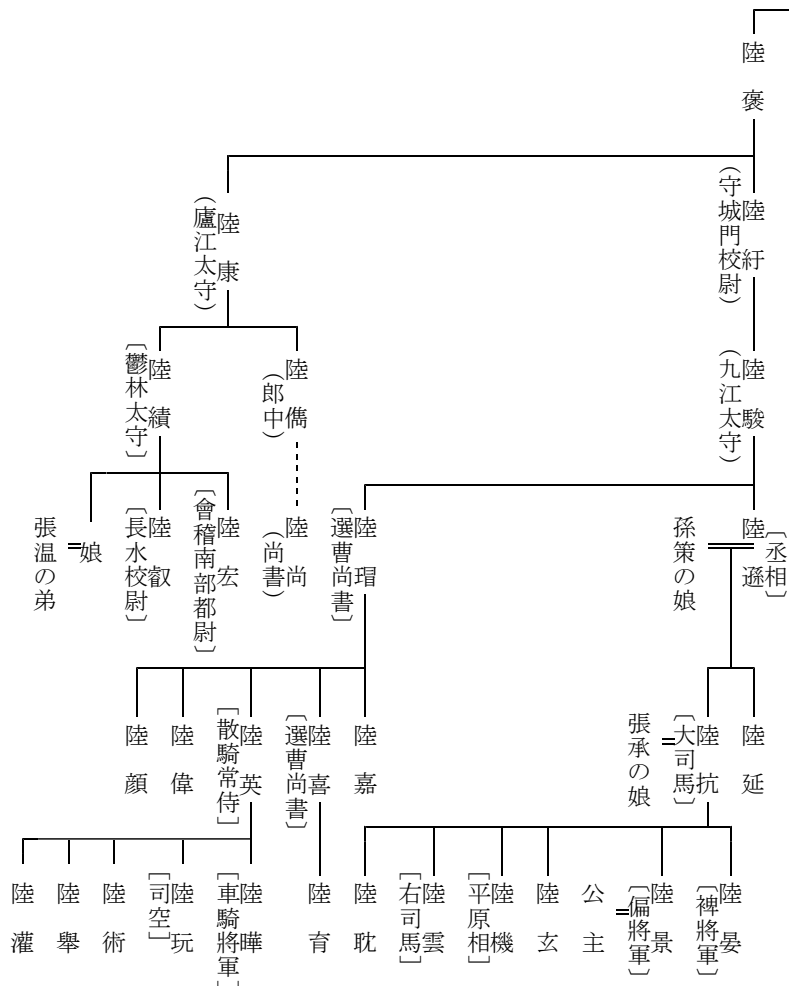 陸褒
陸紆
（守城門校尉）
陸康
（廬江太守）
陸駿
（九江太守）
陸儁
（郎中）
陸績
〔鬱林太守〕
〔丞相〕
陸遜
孫策の娘
陸瑁
〔選曹尚書〕
陸尚
（尚書）
陸宏
〔會稽南部都尉〕
陸叡
〔長水校尉〕
娘
張温の弟
陸延
陸抗
〔大司馬〕
張承の娘
陸嘉
陸喜
〔選曹尚書〕
陸英
［散騎常侍］
陸偉
陸顔
陸晏
〔裨將軍〕
陸景
〔偏將軍〕
公主
陸玄
陸機
［平原相］
陸雲
［右司馬］
陸耽
陸育
陸曄
［車騎將軍］
陸玩
［司空］
陸術
陸舉
陸灌